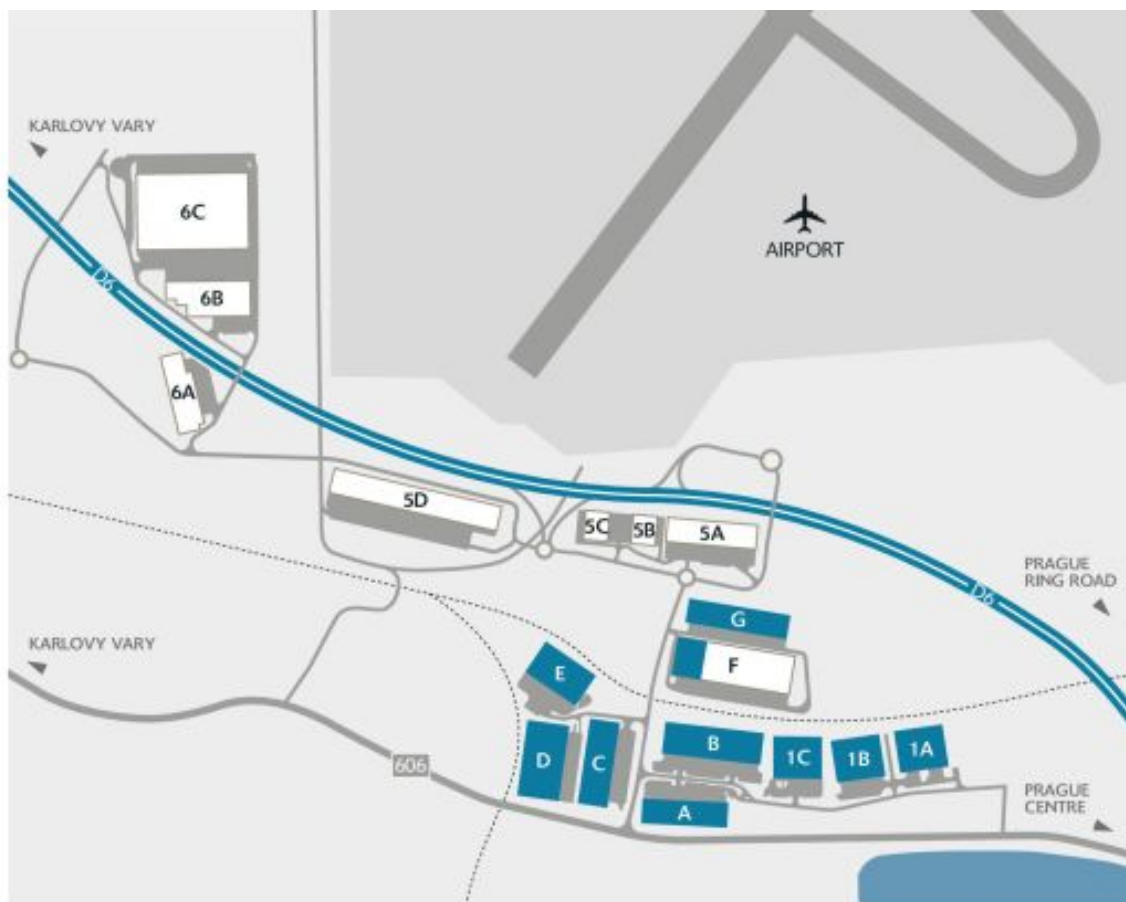 KARLOVY VARY
6C
AIRPORT
D6
6B
6A
5D
5C
5B
5A
PRAGUE
RING ROAD
D6
G
KARLOVY VARY
E
F
B
1C
1B
1A
D
C
606
A
PRAGUE
CENTRE